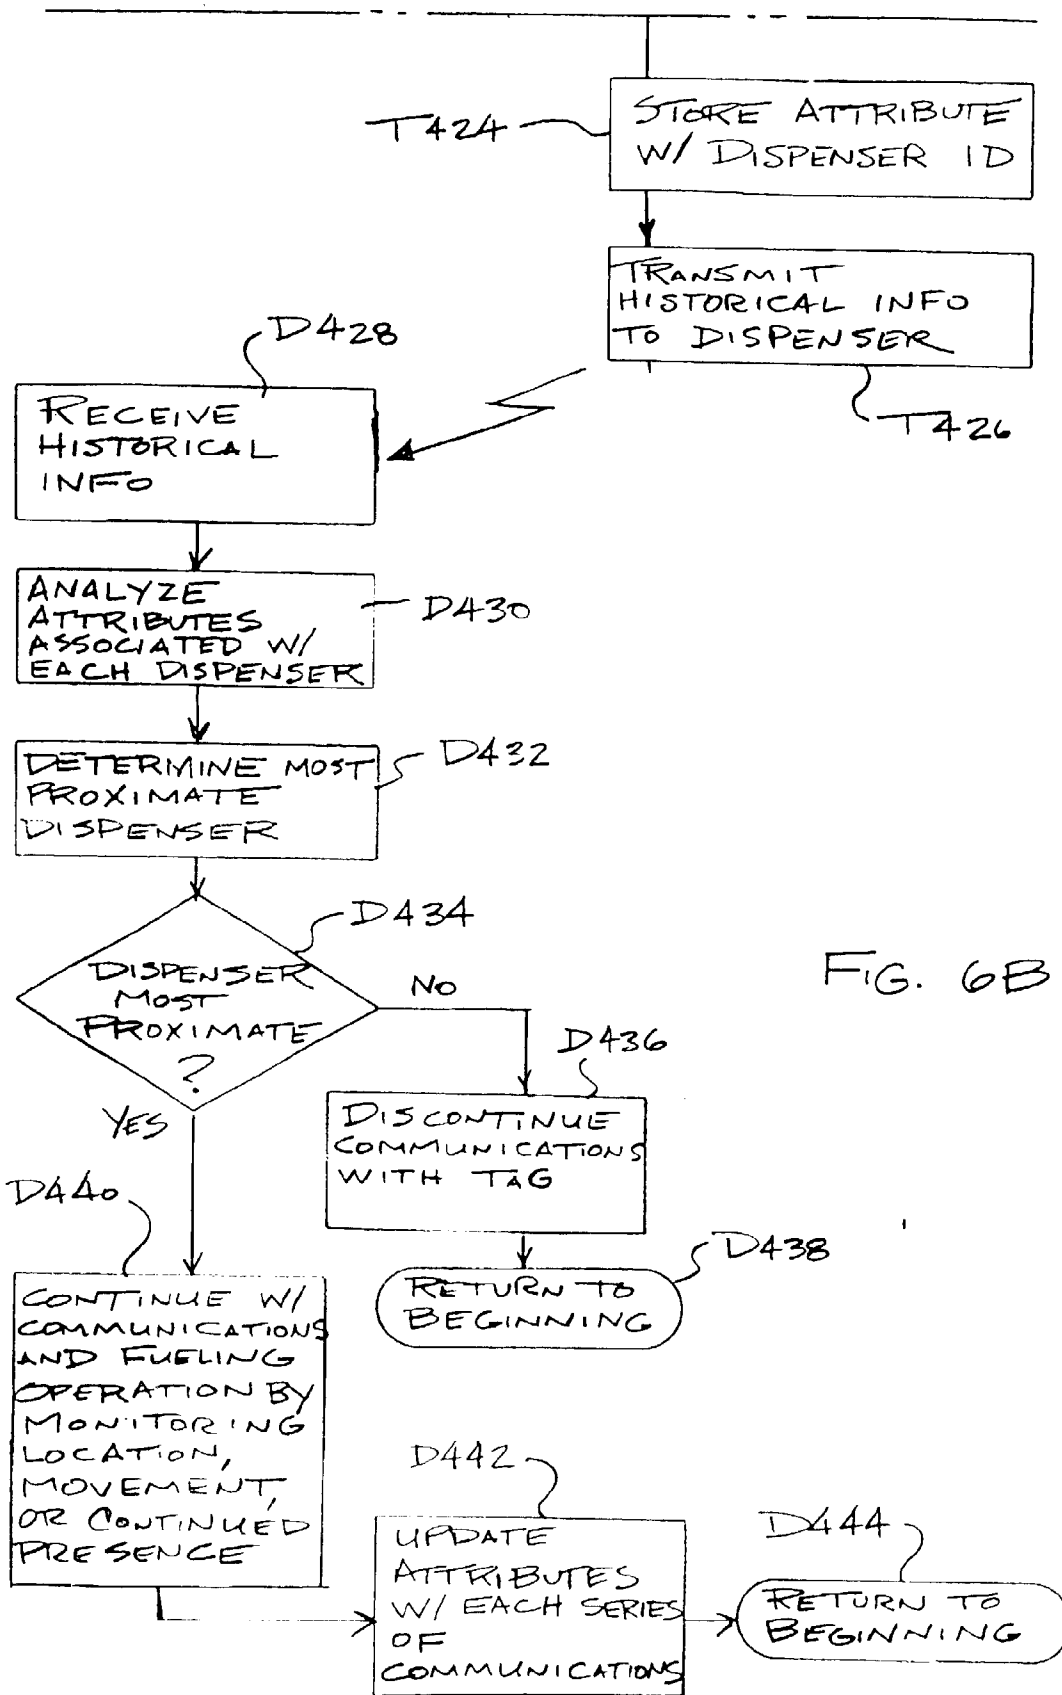 T424
STORE ATTRIBUTE
W/ DISPENSER ID
TRANSMIT
HISTORICAL INFO
TO DISPENSER
T426
D428
RECEIVE
HISTORICAL
INFO
ANALYZE
ATTRIBUTES
ASSOCIATED W/
EACH DISPENSER
D430
DETERMINE MOST
PROXIMATE
DISPENSER
D432
D434
DISPENSER
MOST
PROXIMATE
?
NO
YES
FIG. 6B
D436
DISCONTINUE
COMMUNICATIONS
WITH TAG
D438
RETURN TO
BEGINNING
D440
CONTINUE W/
COMMUNICATIONS
AND FUELING
OPERATION BY
MONITORING
LOCATION,
MOVEMENT,
OR CONTINUED
PRESENCE
D442
UPDATE
ATTRIBUTES
W/ EACH SERIES
OF
COMMUNICATIONS
D444
RETURN TO
BEGINNING